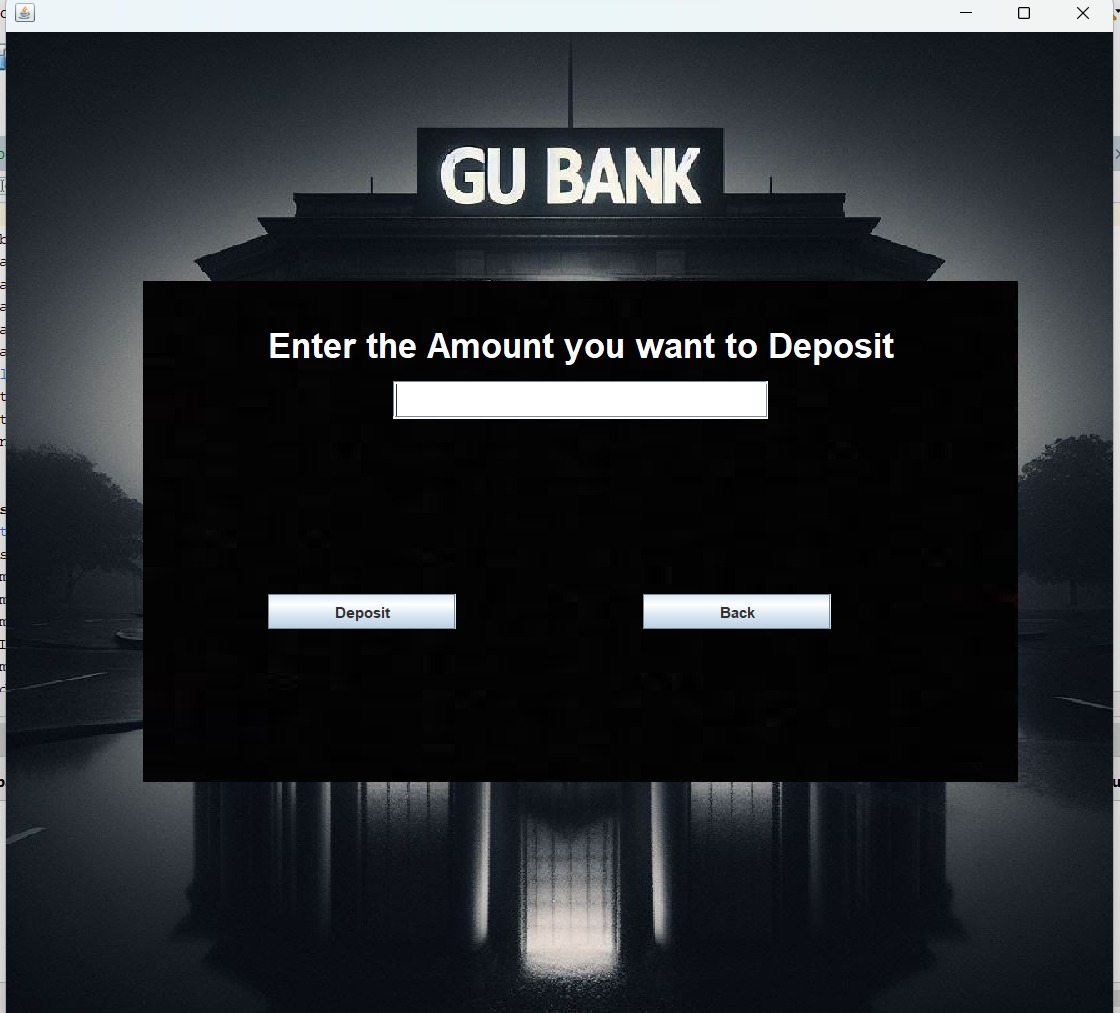 GU BANK
Enter the Amount you want to Deposit
Deposit
Back